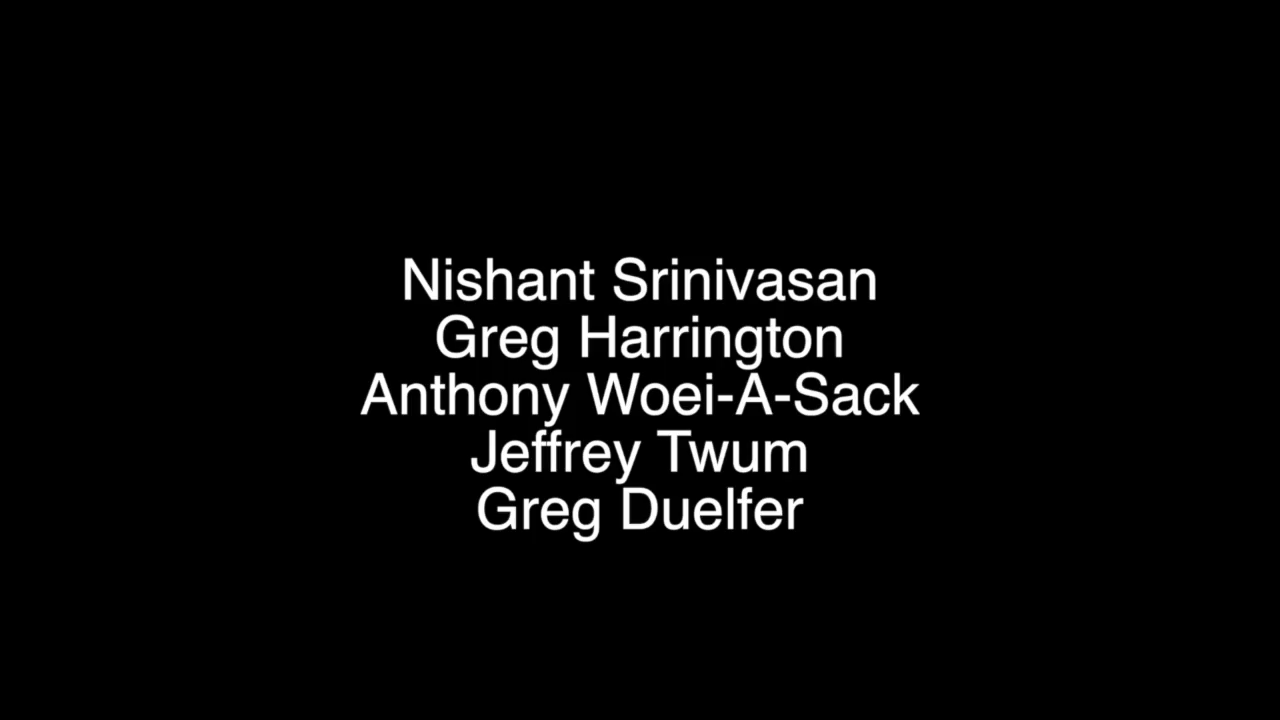 Nishant Srinivasan
Greg Harrington
Anthony Woei-A-Sack
Jeffrey Twum
Greg Duelfer